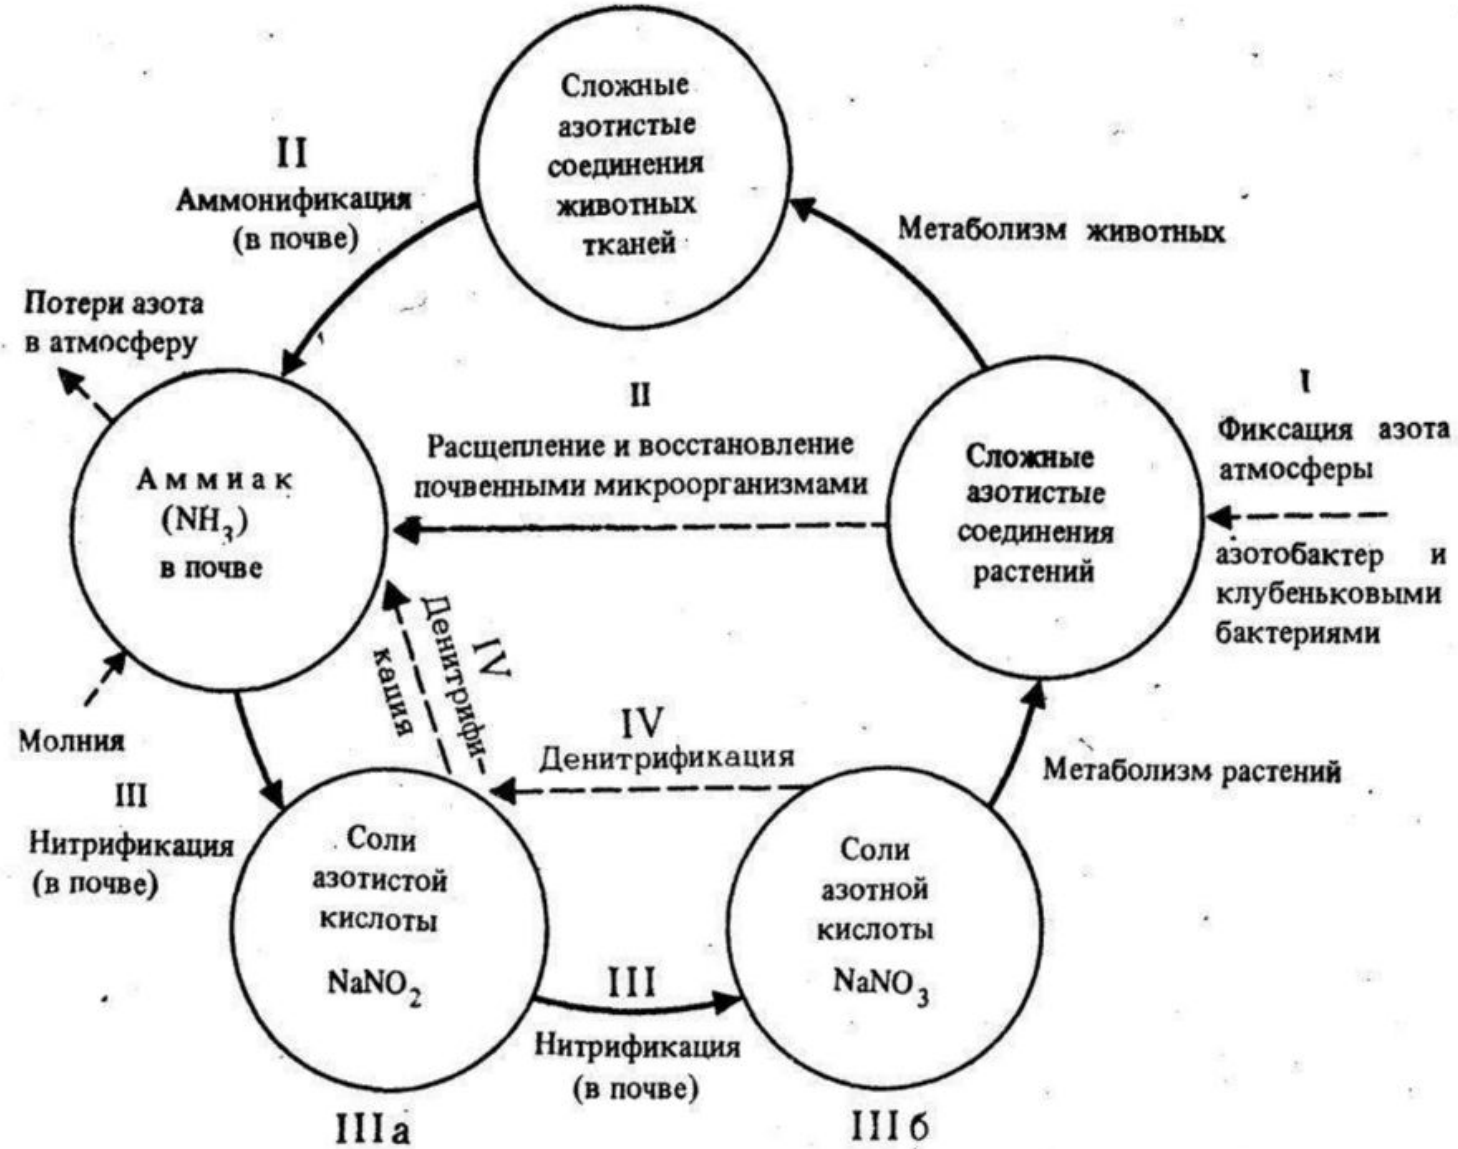 Сложные
азотистые
соединения
животных
тканей
II
Аммонификация
(в почве)
Метаболизм животных
Потери азота
в атмосферу
II
Расщепление и восстановление
почвенными микроорганизмами
I
Фиксация азота
атмосферы
азотобактер и
клубеньковыми
бактериями
Аммиак
(NH3)
в почве
Сложные
азотистые
соединения
растений
IV
Денитрифи-
кация
Молния
III
Нитрификация
(в почве)
IV
Денитрификация
Метаболизм растений
Соли
азотистой
кислоты
NaNO2
Соли
азотной
кислоты
NaNO3
III
Нитрификация
(в почве)
IIIа
IIIб